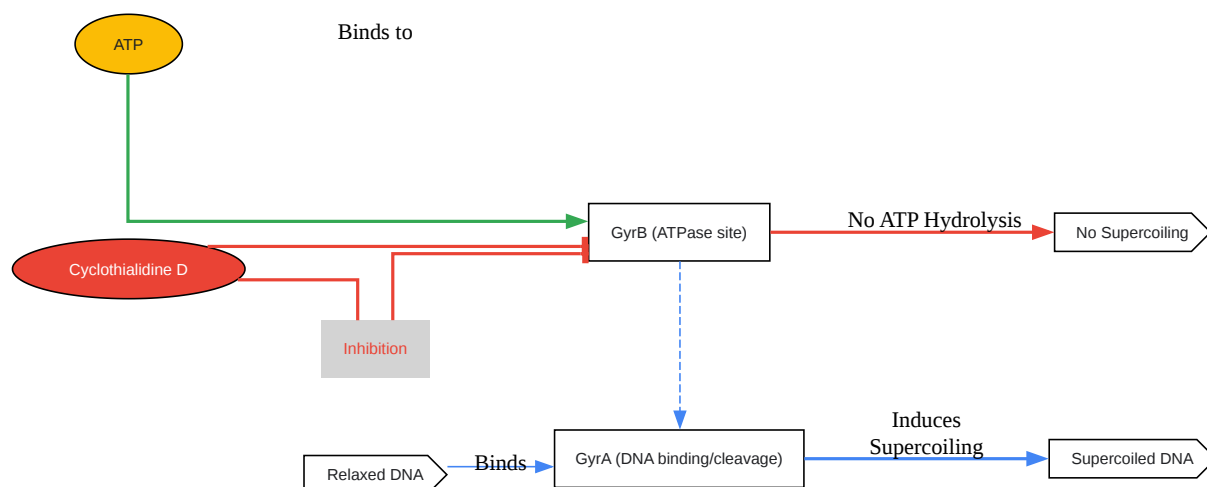 ATP
Binds to
GyrB (ATPase site)
No ATP Hydrolysis
No Supercoiling
Cyclothialidine D
Inhibition
Induces
Supercoiling
Relaxed DNA
Binds
GyrA (DNA binding/cleavage)
Supercoiled DNA